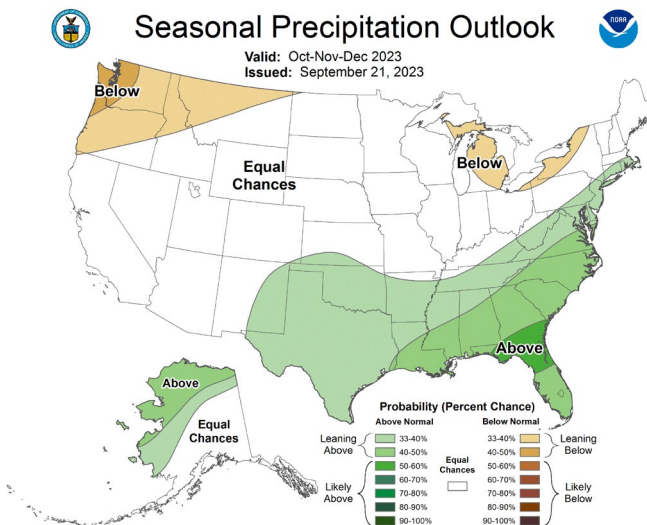 Seasonal Precipitation Outlook
NOAA
Valid: Oct-Nov-Dec 2023
Issued: September 21, 2023
Below
Equal
Chances
Below
Above
Above
Equal
Chances
Probability (Percent Chance)
Above Normal
Below Normal
Leaning
Above
33-40%
40-50%
Likely
Above
50-60%
60-70%
70-80%
80-90%
90-100%
Equal
Chances
33-40%
40-50%
Leaning
Below
50-60%
60-70%
70-80%
80-90%
90-100%
Likely
Below